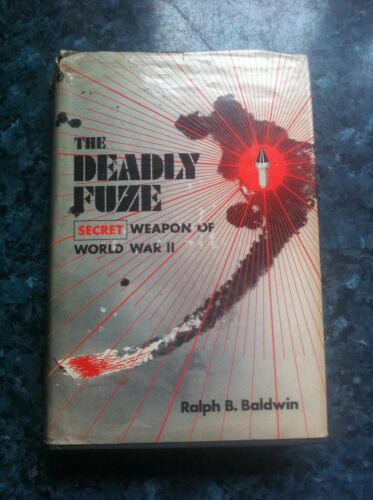 THE
DEADLY
FUZE
SECRET WEAPON OF
WORLD WAR II
Ralph B. Baldwin